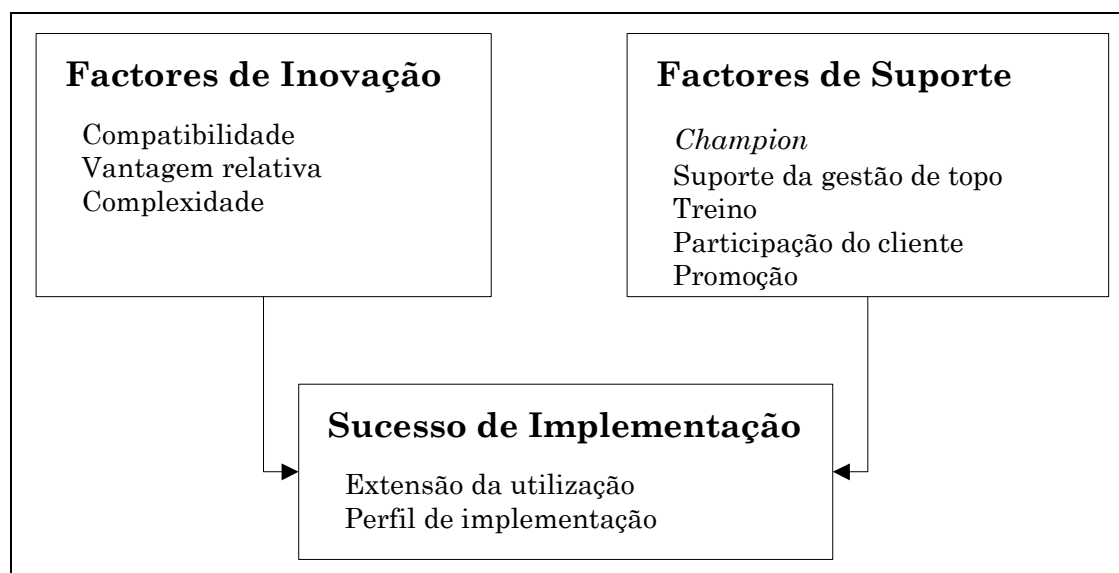 Factores de Inovação
Compatibilidade
Vantagem relativa
Complexidade
Factores de Suporte
Champion
Suporte da gestão de topo
Treino
Participação do cliente
Promoção
Sucesso de Implementação
Extensão da utilização
Perfil de implementação